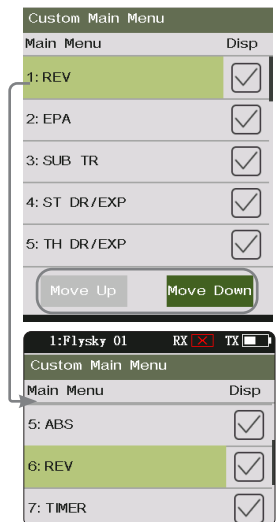 Custom Main Menu
Main Menu Disp
1: REV
2: EPA
3: SUB TR
4: ST DR/EXP
5: TH DR/EXP
Move Up Move Down
1:Flysky 01 RX TX
Custom Main Menu
Main Menu Disp
5: ABS
6: REV
7: TIMER